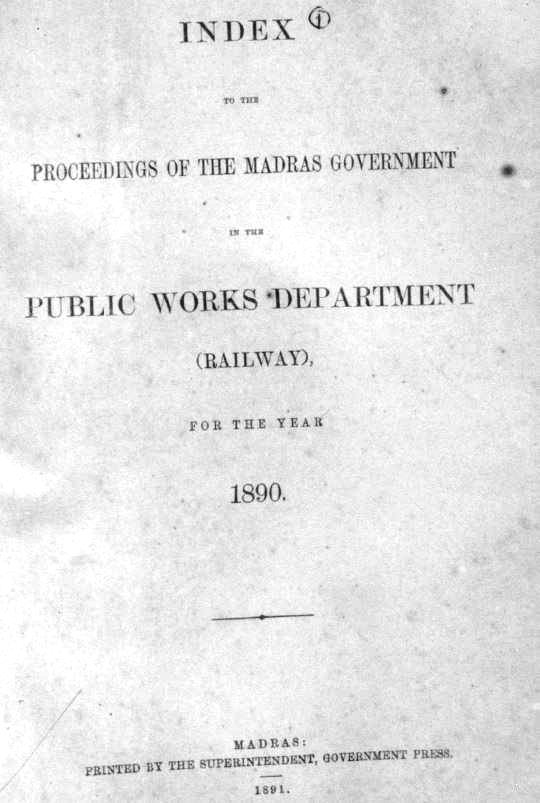 INDEX 1
TO THE
PROCEEDINGS OF THE MADRAS GOVERNMENT
IN THE
PUBLIC WORKS DEPARTMENT
(RAILWAY),
FOR THE YEAR
1890.
MADRAS:
PRINTED BY THE SUPERINTENDENT, GOVERNMENT PRESS.
1891.